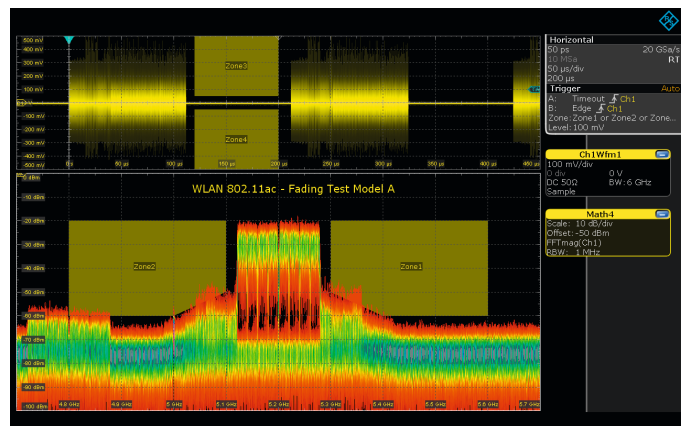 500 mV
400 mV
300 mV
200 mV
100 mV
-100 mV
-200 mV
-300 mV
-400 mV
-500 mV
Zone3
Zone4
0 s
50 µs
100 µs
150 µs
200 µs
250 µs
300 µs
350 µs
400 µs
450 µs
0 dBm
-10 dBm
-20 dBm
-30 dBm
-40 dBm
-50 dBm
-60 dBm
-70 dBm
-80 dBm
-90 dBm
-100 dBm
WLAN 802.11ac - Fading Test Model A
Zone2
Zone1
4.8 GHz
4.9 GHz
5 GHz
5.1 GHz
5.2 GHz
5.3 GHz
5.4 GHz
5.5 GHz
5.6 GHz
5.7 GHz
Horizontal
50 ps 20 GSa/s
10 MSa RT
50 µs/div
200 µs
Trigger Auto
A: Timeout Ch1
B: Edge Ch1
Zone: Zone1 or Zone2 or Zone...
Level: 100 mV
Ch1Wfm1
100 mV/div
0 div 0 V
DC 50Ω BW: 6 GHz
Sample
Math4
Scale: 10 dB/div
Offset: -50 dBm
FFTmag(Ch1)
RBW: 1 MHz